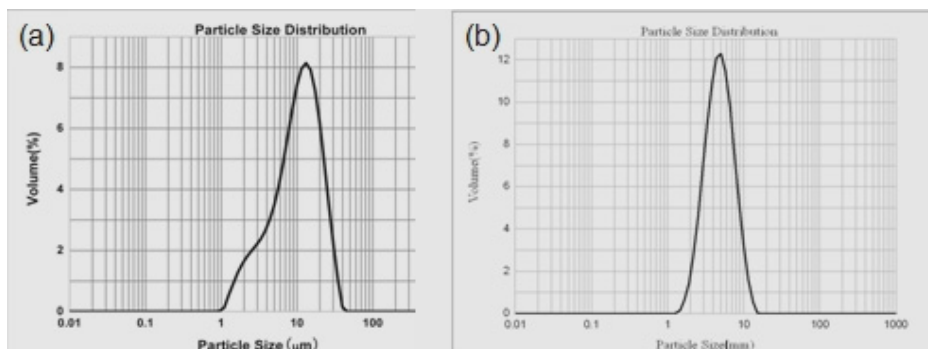 (a)
Particle Size Distribution
Volume(%)
8
6
4
2
0
0.01 0.1 1 10 100
Particle Size(μm)
(b)
Particle Size Distribution
Volume(%)
12
10
8
6
4
2
0
0.01 0.1 1 10 100 1000
Particle Size(mm)